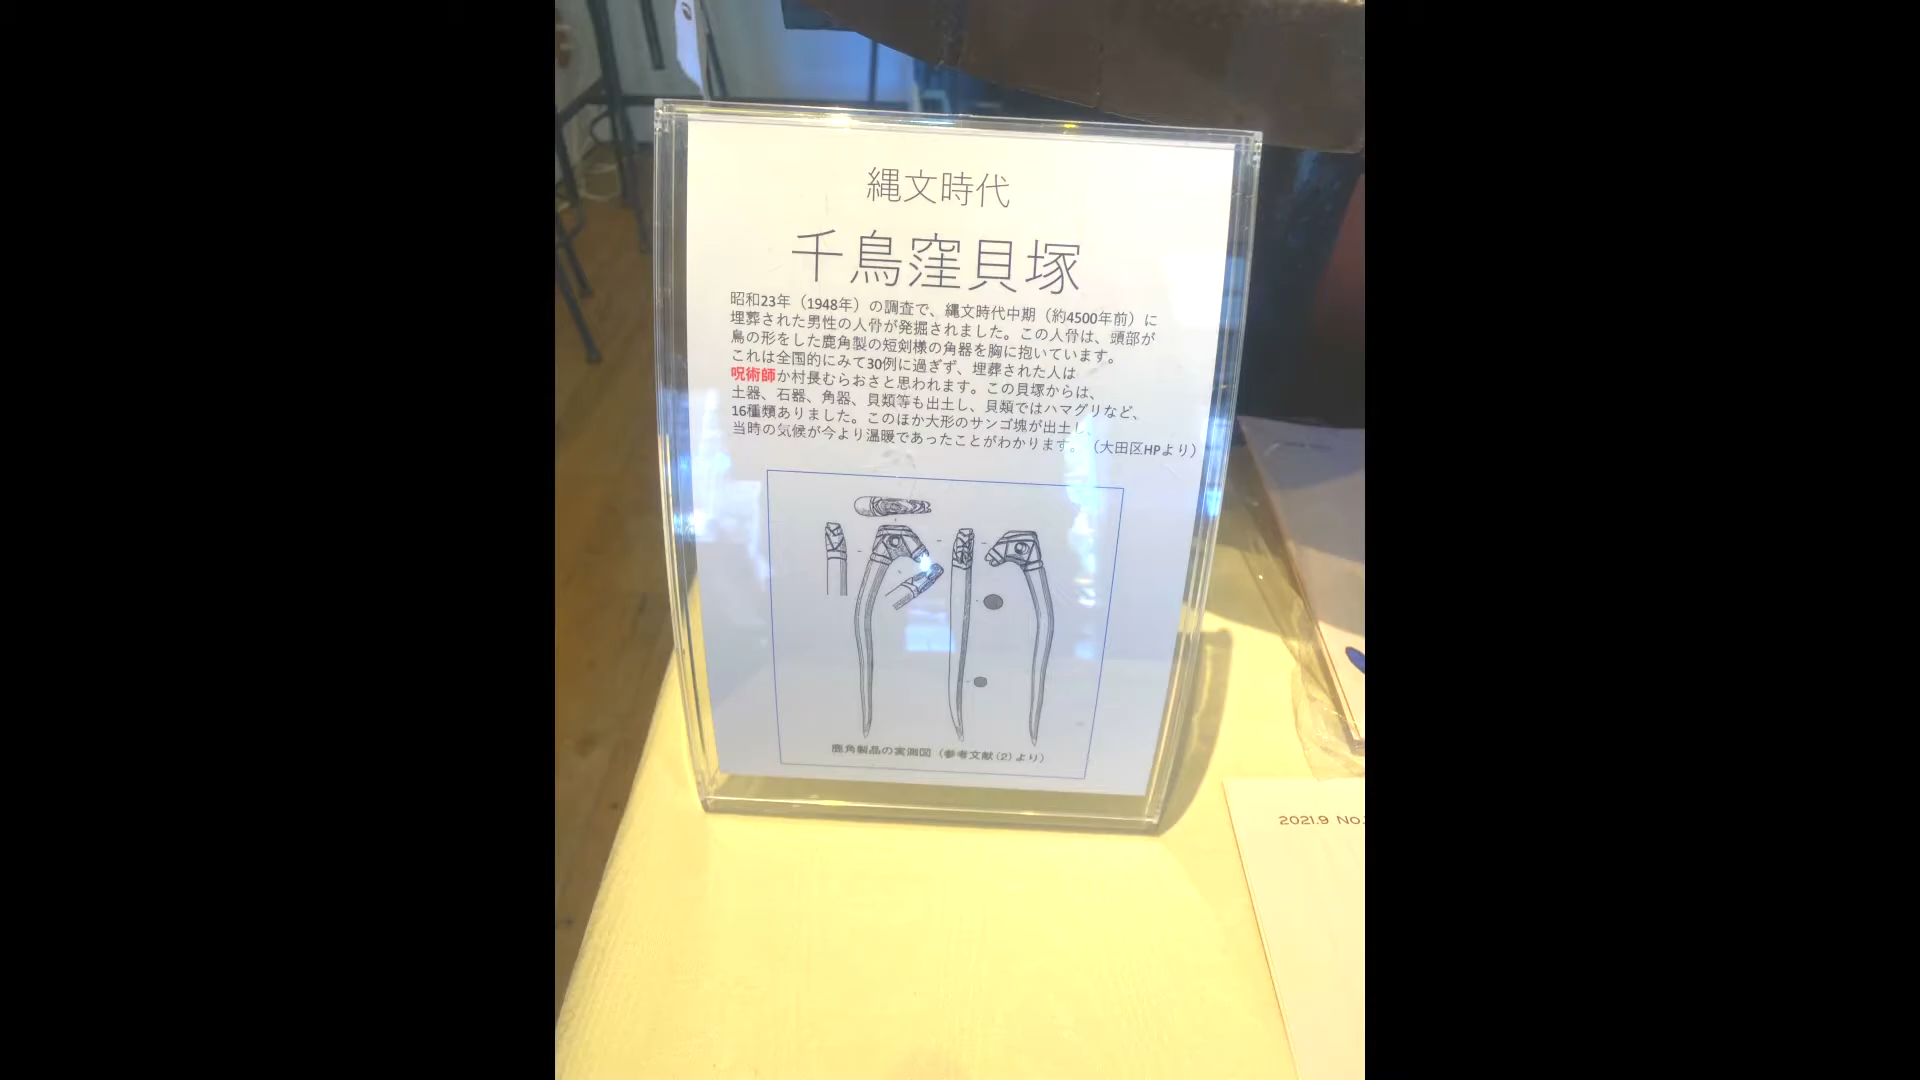 縄文時代
千鳥窪貝塚
昭和23年（1948年）の調査で、縄文時代中期（約4500年前）に
埋葬された男性の人骨が発掘されました。この人骨は、頭部が
鳥の形をした鹿角製の短剣様の角器を胸に抱いています。
これは全国的にみて30例に過ぎず、埋葬された人は
呪術師か村長むらおさと思われます。この貝塚からは、
土器、石器、角器、貝類等も出土し、貝類ではハマグリなど、
16種類ありました。このほか大形のサンゴ塊が出土し、
当時の気候が今より温暖であったことがわかります。（大田区HPより）
鹿角製品の実測図（参考文献(2)より）
2021.9 NO.